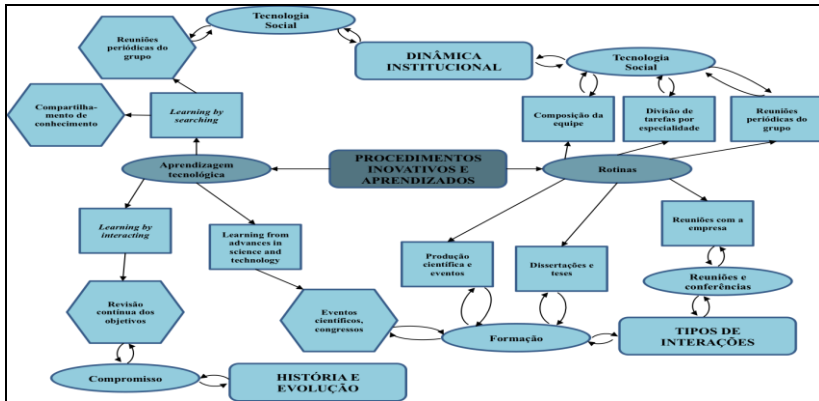 Tecnologia
Social
Reuniões
periódicas do
grupo
DINÂMICA
INSTITUCIONAL
Tecnologia
Social
Compartilha-
mento de
conhecimento
Learning by
searching
Composição da
equipe
Divisão de
tarefas por
especialidade
Reuniões
periódicas do
grupo
Aprendizagem
tecnológica
PROCEDIMENTOS
INOVATIVOS E
APRENDIZADOS
Rotinas
Learning by
interacting
Learning from
advances in
science and
technology
Produção
científica e
eventos
Dissertações e
teses
Reuniões com a
empresa
Revisão
contínua dos
objetivos
Eventos
científicos,
congressos
Reuniões e
conferências
Formação
TIPOS DE
INTERAÇÕES
Compromisso
HISTÓRIA E
EVOLUÇÃO